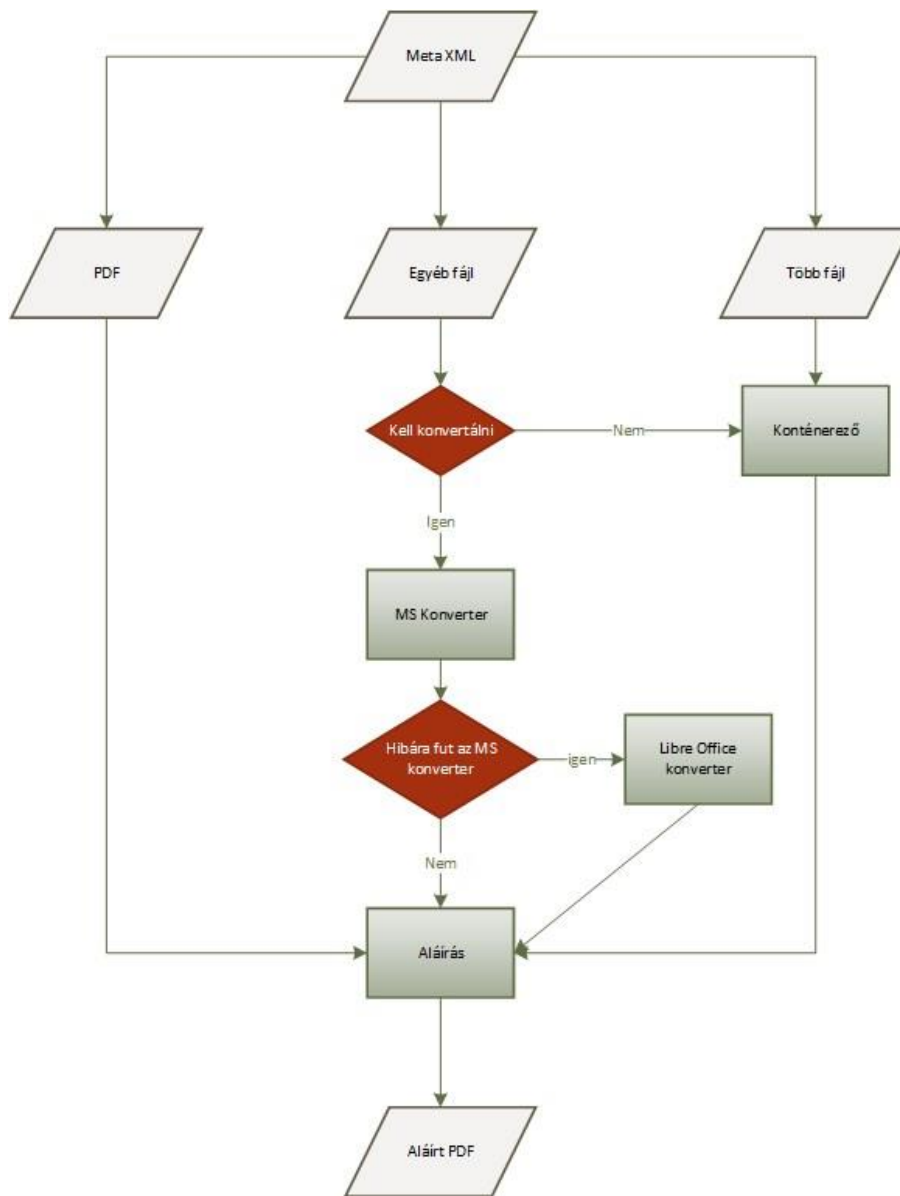 Meta XML
PDF
Egyéb fájl
Több fájl
Kell konvertálni
Nem
Konténerező
Igen
MS Konverter
Hibára fut az MS
konverter
igen
Libre Office
konverter
Nem
Aláírás
Aláírt PDF